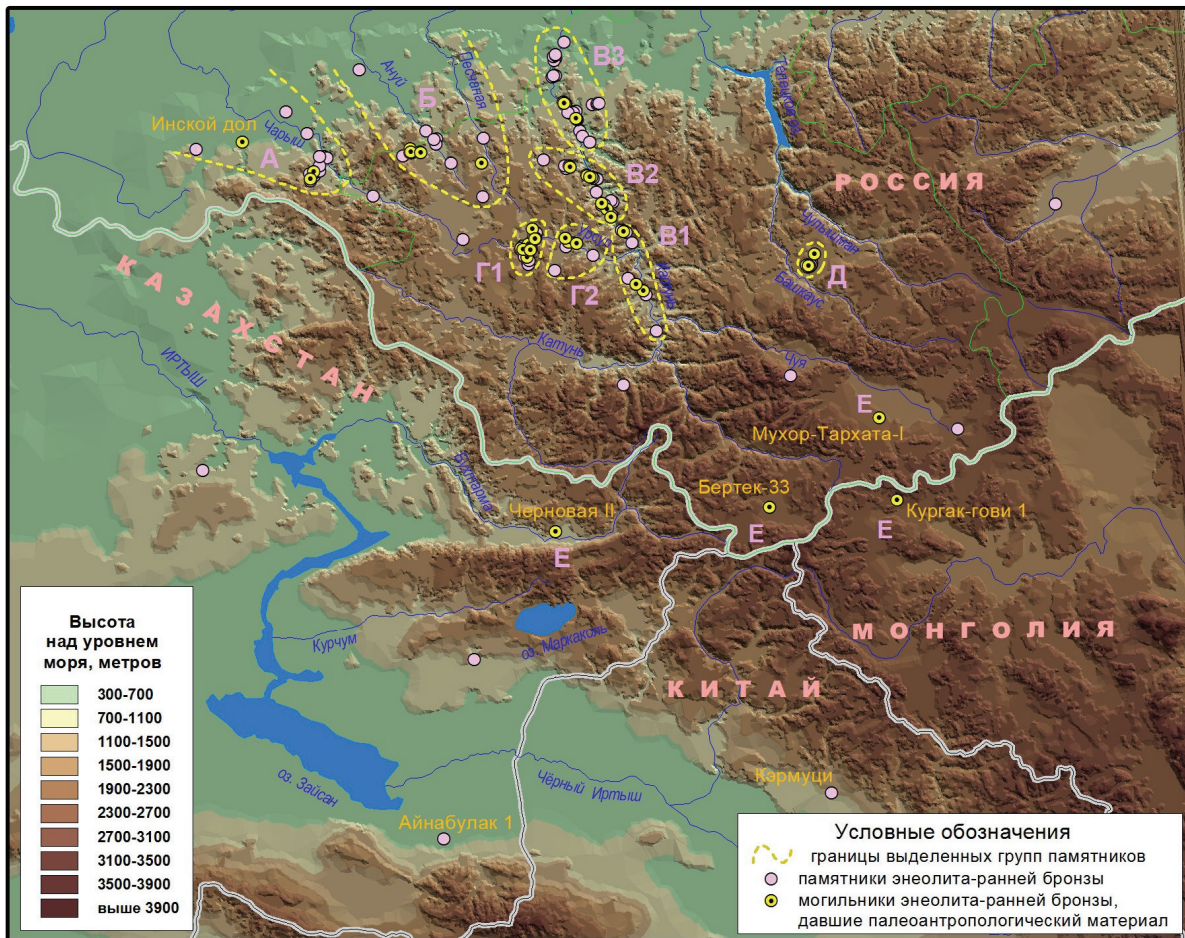 Инской дол
А
Чарыш
Б
Ануй
Песчаная
В3
В2
В1
Г1
Г2
Урсул
Катунь
Телецкое оз.
РОССИЯ
Чулышман
Д
Башкаус
КАЗАХСТАН
ИРТЫШ
Катунь
Чуя
Е
Мухор-Тархата-I
Бухтарма
Черновая II
Е
Бертек-33
Е
Кургак-гови 1
Е
Курчум
оз. Маркаколь
МОНГОЛИЯ
КИТАЙ
оз. Зайсан
Чёрный Иртыш
Кэрмуци
Айнабулак 1
Высота
над уровнем
моря, метров
300-700
700-1100
1100-1500
1500-1900
1900-2300
2300-2700
2700-3100
3100-3500
3500-3900
выше 3900
Условные обозначения
границы выделенных групп памятников
памятники энеолита-ранней бронзы
могильники энеолита-ранней бронзы,
давшие палеоантропологический материал